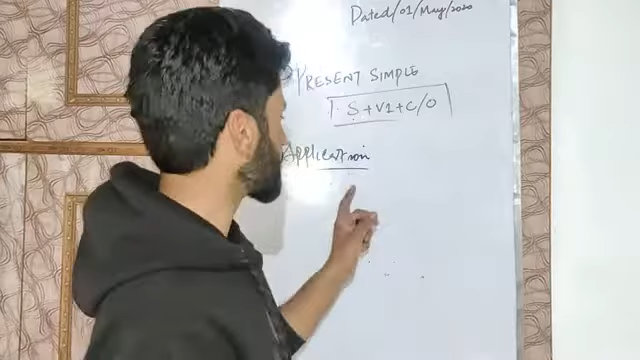 Dated/01/May/2020
PRESENT SIMPLE
S+V1+C/O
Application